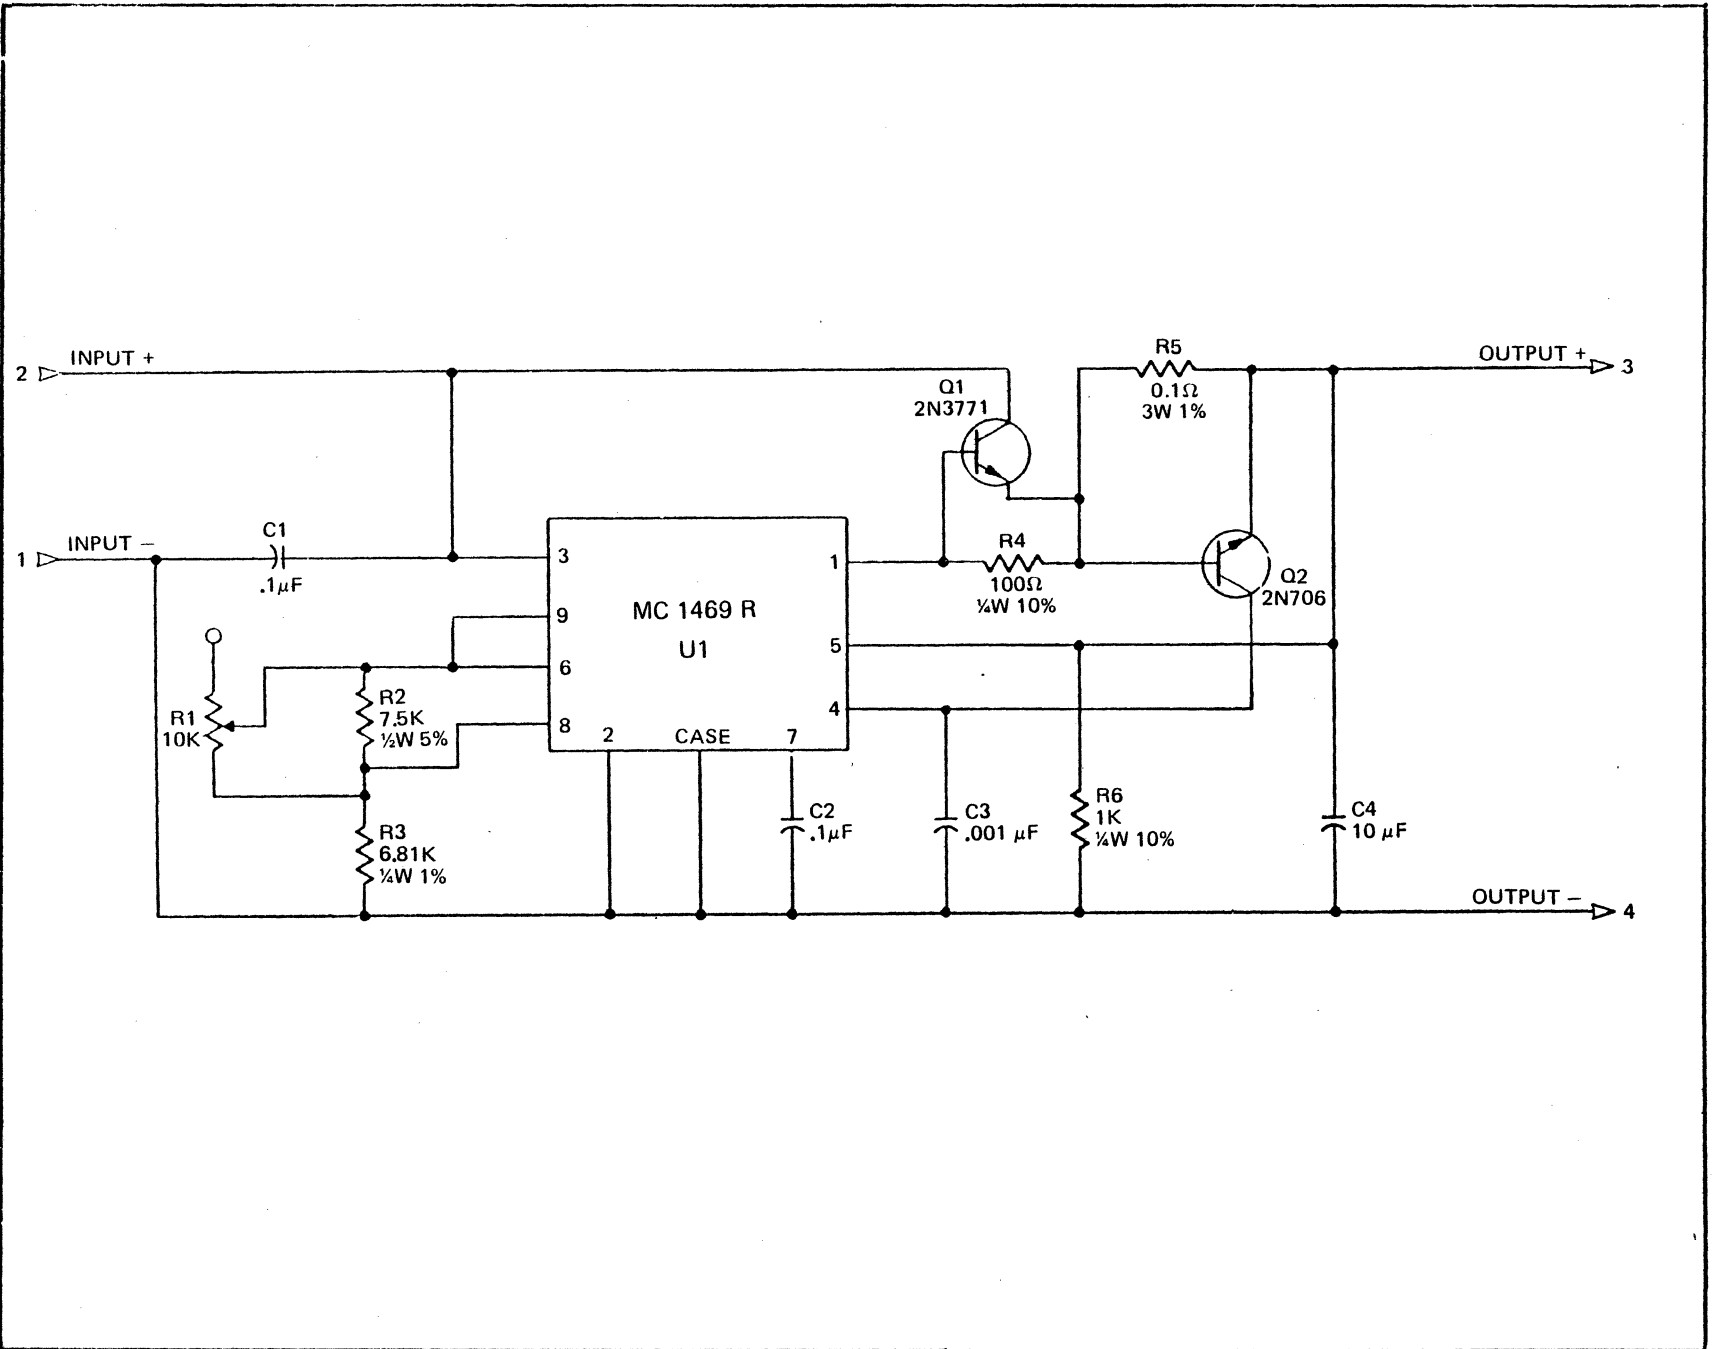 R5
INPUT +
OUTPUT +
2
3
Q1
2N3771
0.1Ω
3W 1%
C1
INPUT –
1
.1μF
3
1
R4
100Ω
¼W 10%
Q2
2N706
9
MC 1469 R
U1
5
6
R2
7.5K
½W 5%
R1
10K
8
4
2
CASE
7
C2
.1μF
C3
.001 μF
R6
1K
¼W 10%
C4
10 μF
R3
6.81K
¼W 1%
OUTPUT –
4